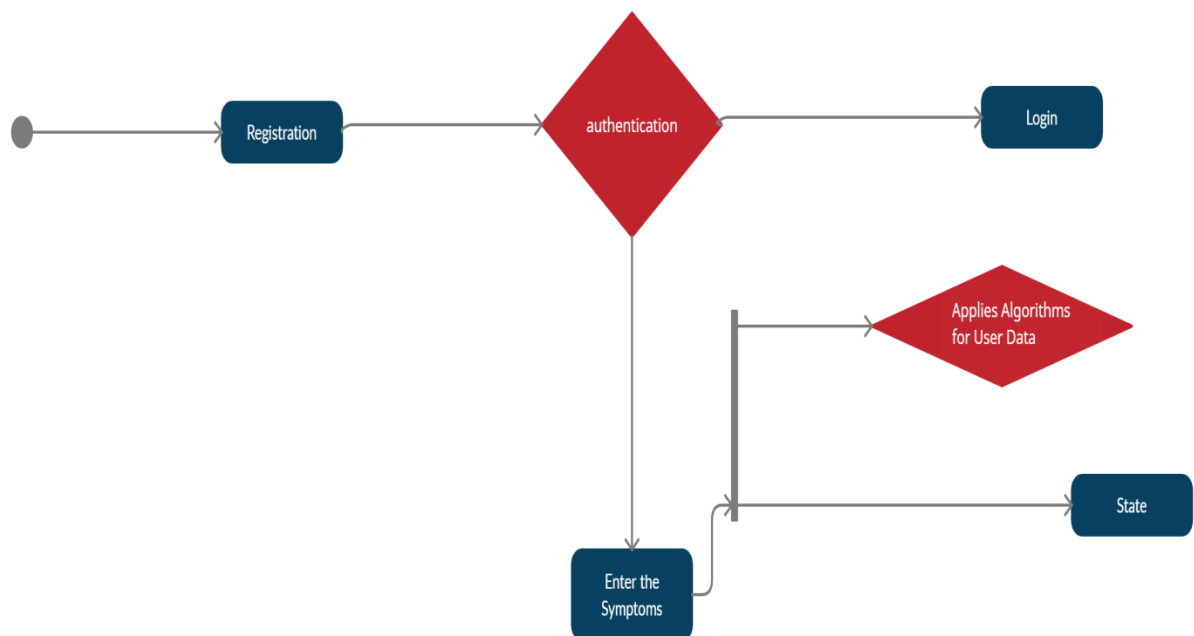 Registration
authentication
Login
Applies Algorithms
for User Data
State
Enter the
Symptoms